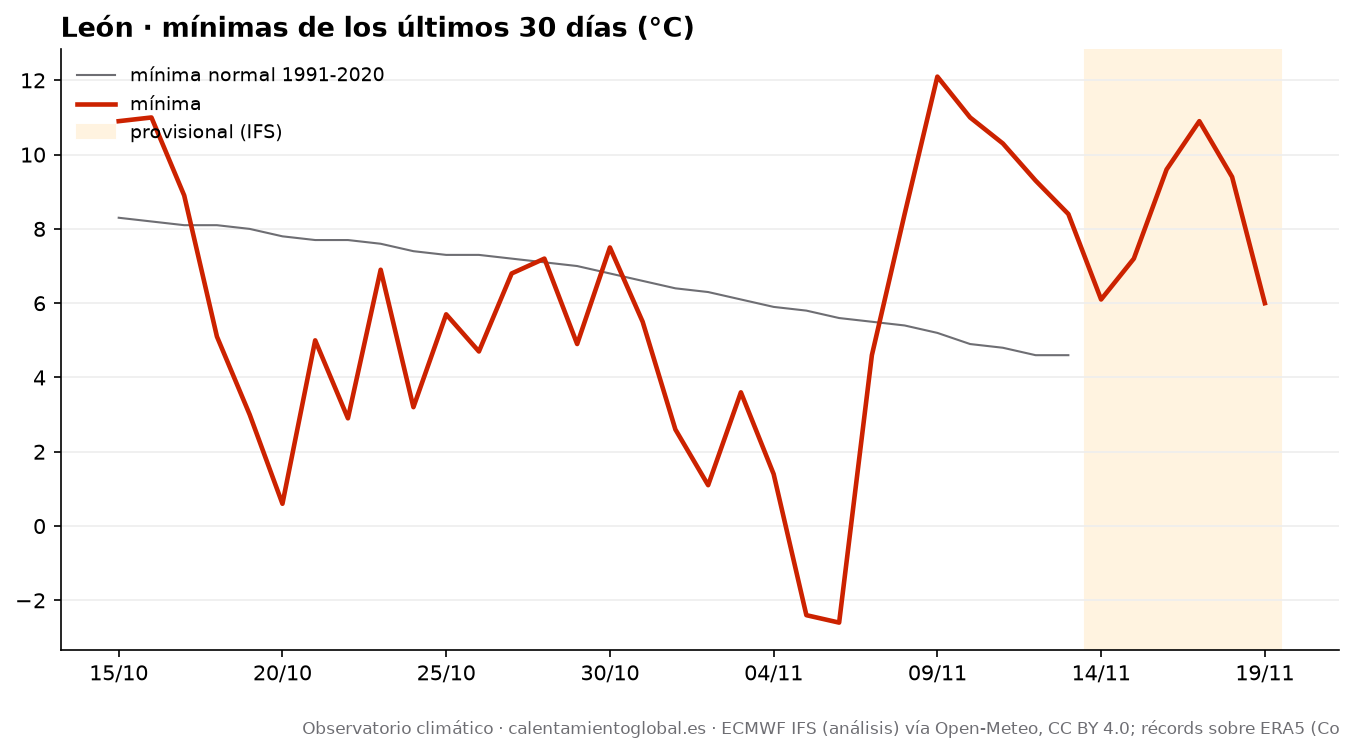 León · mínimas de los últimos 30 días (°C)
mínima normal 1991-2020
mínima
provisional (IFS)
12
10
8
6
4
2
0
−2
15/10 20/10 25/10 30/10 04/11 09/11 14/11 19/11
Observatorio climático · calentamientoglobal.es · ECMWF IFS (análisis) vía Open-Meteo, CC BY 4.0; récords sobre ERA5 (Co